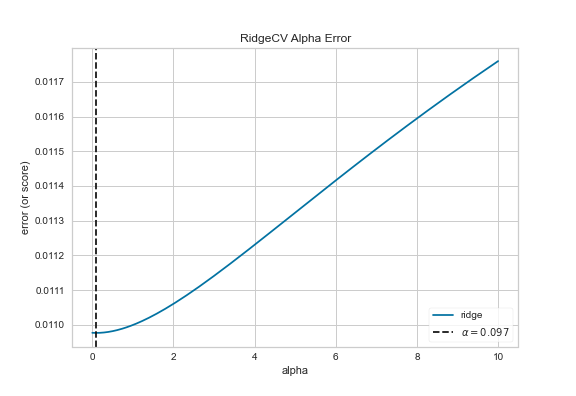 RidgeCV Alpha Error
error (or score)
0.0117
0.0116
0.0115
0.0114
0.0113
0.0112
0.0111
0.0110
ridge
α = 0.097
0 2 4 6 8 10
alpha